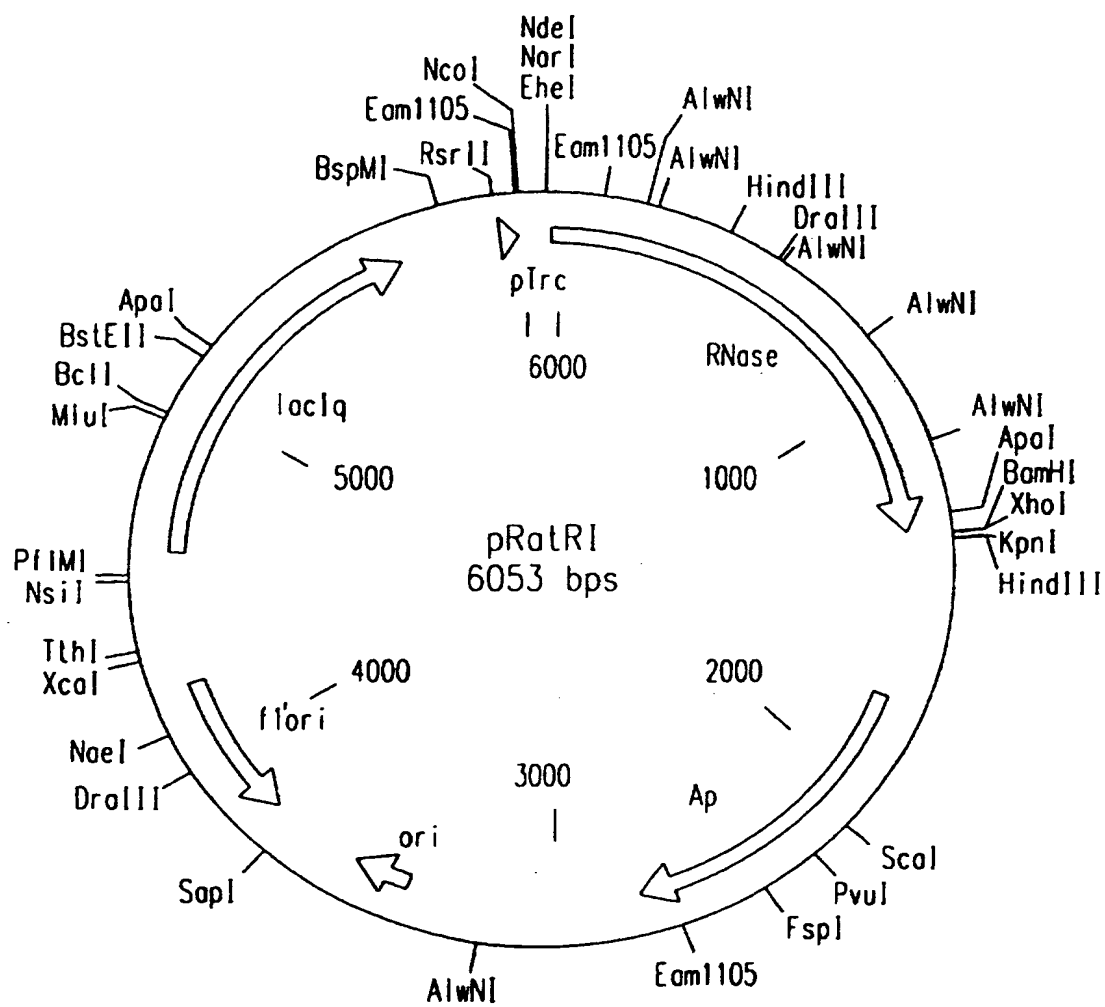 NdeI
NarI
EheI
NcoI
Eam1105
RsrII
BspMI
Eam1105
AlwNI
AlwNI
HindIII
DraIII
AlwNI
AlwNI
AlwNI
ApaI
BamHI
XhoI
KpnI
HindIII
ApaI
BstEII
BclI
MluI
PflMI
NsiI
TthI
XcaI
NaeI
DraIII
SapI
AlwNI
Eam1105
FspI
PvuI
ScaI
pTrc
6000
RNase
lacIq
5000
1000
pRatRI
6053 bps
4000
2000
f1'ori
3000
Ap
ori